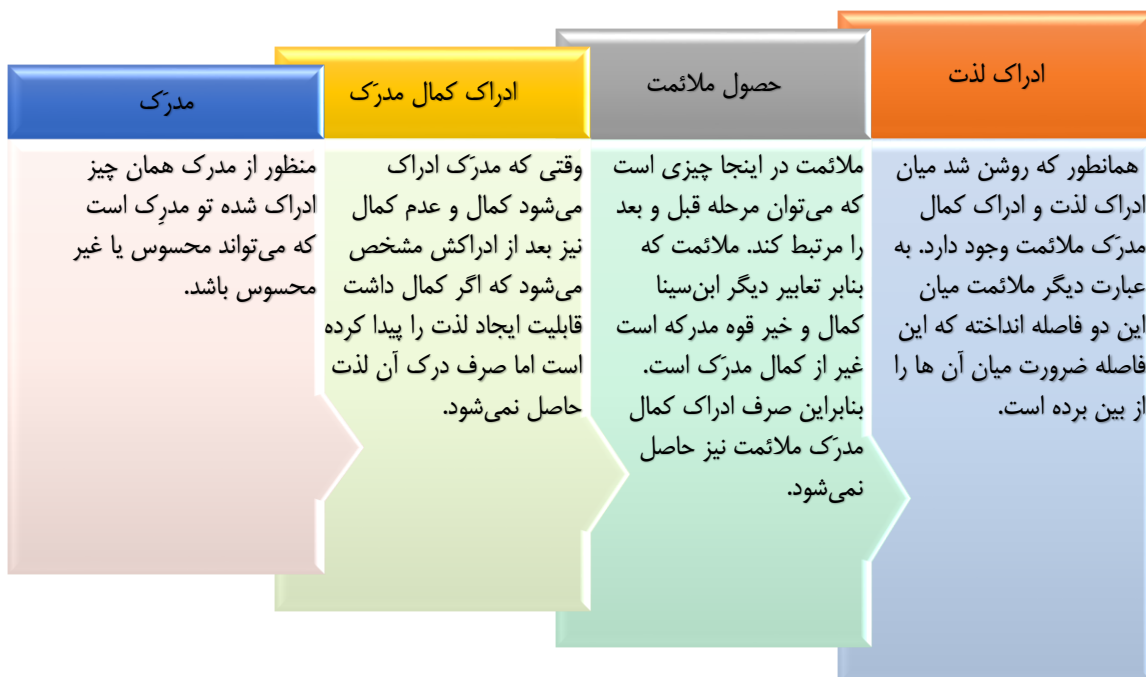 مدرَک
منظور از مدرک همان چیز
ادراک شده تو مدرِک است
که می‌تواند محسوس یا غیر
محسوس باشد.
ادراک کمال مدرَک
وقتی که مدرَک ادراک
می‌شود کمال و عدم کمال
نیز بعد از ادراکش مشخص
می‌شود که اگر کمال داشت
قابلیت ایجاد لذت را پیدا کرده
است اما صرف درک آن لذت
حاصل نمی‌شود.
حصول ملائمت
ملائمت در اینجا چیزی است
که می‌توان مرحله قبل و بعد
را مرتبط کند. ملائمت که
بنابر تعابیر دیگر ابن‌سینا
کمال و خیر قوه مدرکه است
غیر از کمال مدرَک است.
بنابراین صرف ادراک کمال
مدرَک ملائمت نیز حاصل
نمی‌شود.
ادراک لذت
همانطور که روشن شد میان
ادراک لذت و ادراک کمال
مدرَک ملائمت وجود دارد. به
عبارت دیگر ملائمت میان
این دو فاصله انداخته که این
فاصله ضرورت میان آن ها را
از بین برده است.